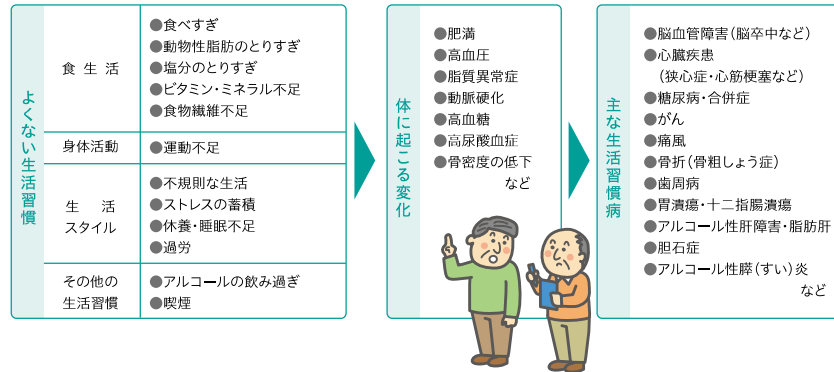 よくない生活習慣
食生活
●食べすぎ
●動物性脂肪のとりすぎ
●塩分のとりすぎ
●ビタミン・ミネラル不足
●食物繊維不足
身体活動
●運動不足
生活
スタイル
●不規則な生活
●ストレスの蓄積
●休養・睡眠不足
●過労
その他の
生活習慣
●アルコールの飲み過ぎ
●喫煙
体に起こる変化
●肥満
●高血圧
●脂質異常症
●動脈硬化
●高血糖
●高尿酸血症
●骨密度の低下
など
主な生活習慣病
●脳血管障害(脳卒中など)
●心臓疾患
(狭心症・心筋梗塞など)
●糖尿病・合併症
●がん
●痛風
●骨折(骨粗しょう症)
●歯周病
●胃潰瘍・十二指腸潰瘍
●アルコール性肝障害・脂肪肝
●胆石症
●アルコール性膵(すい)炎
など